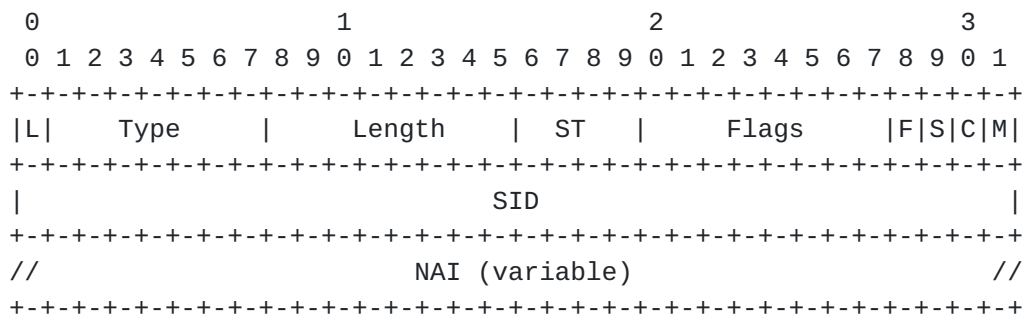 0                   1                   2                   3
 0 1 2 3 4 5 6 7 8 9 0 1 2 3 4 5 6 7 8 9 0 1 2 3 4 5 6 7 8 9 0 1
+-+-+-+-+-+-+-+-+-+-+-+-+-+-+-+-+-+-+-+-+-+-+-+-+-+-+-+-+-+-+-+-+
|L|    Type     |     Length    |  ST   |     Flags     |F|S|C|M|
+-+-+-+-+-+-+-+-+-+-+-+-+-+-+-+-+-+-+-+-+-+-+-+-+-+-+-+-+-+-+-+-+
|                              SID                              |
+-+-+-+-+-+-+-+-+-+-+-+-+-+-+-+-+-+-+-+-+-+-+-+-+-+-+-+-+-+-+-+-+
//                        NAI (variable)                       //
+-+-+-+-+-+-+-+-+-+-+-+-+-+-+-+-+-+-+-+-+-+-+-+-+-+-+-+-+-+-+-+-+